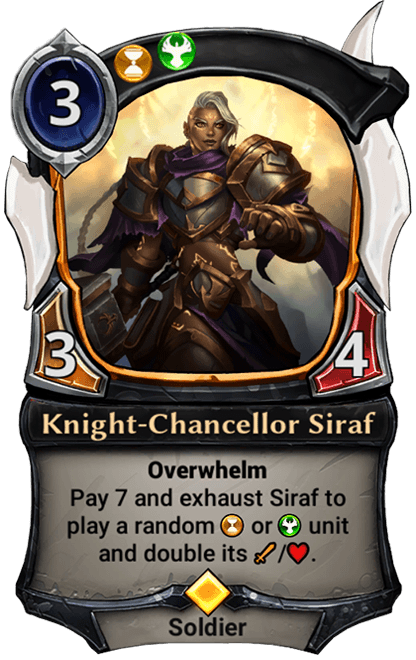 3
3
4
Knight-Chancellor Siraf
Overwhelm
Pay 7 and exhaust Siraf to
play a random or unit
and double its / .
Soldier